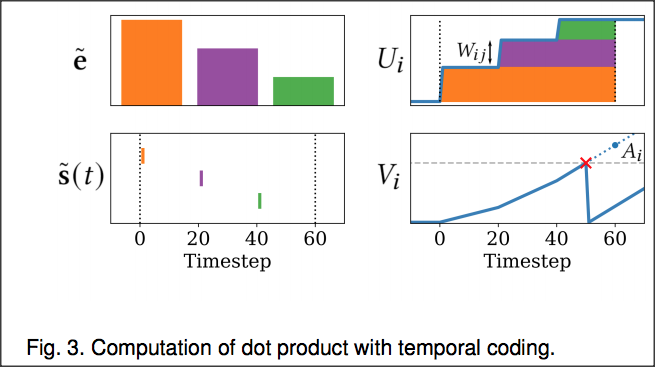 ẽ
U_i
W_ij
s̃(t)
V_i
A_i
0 20 40 60
Timestep
0 20 40 60
Timestep
Fig. 3. Computation of dot product with temporal coding.